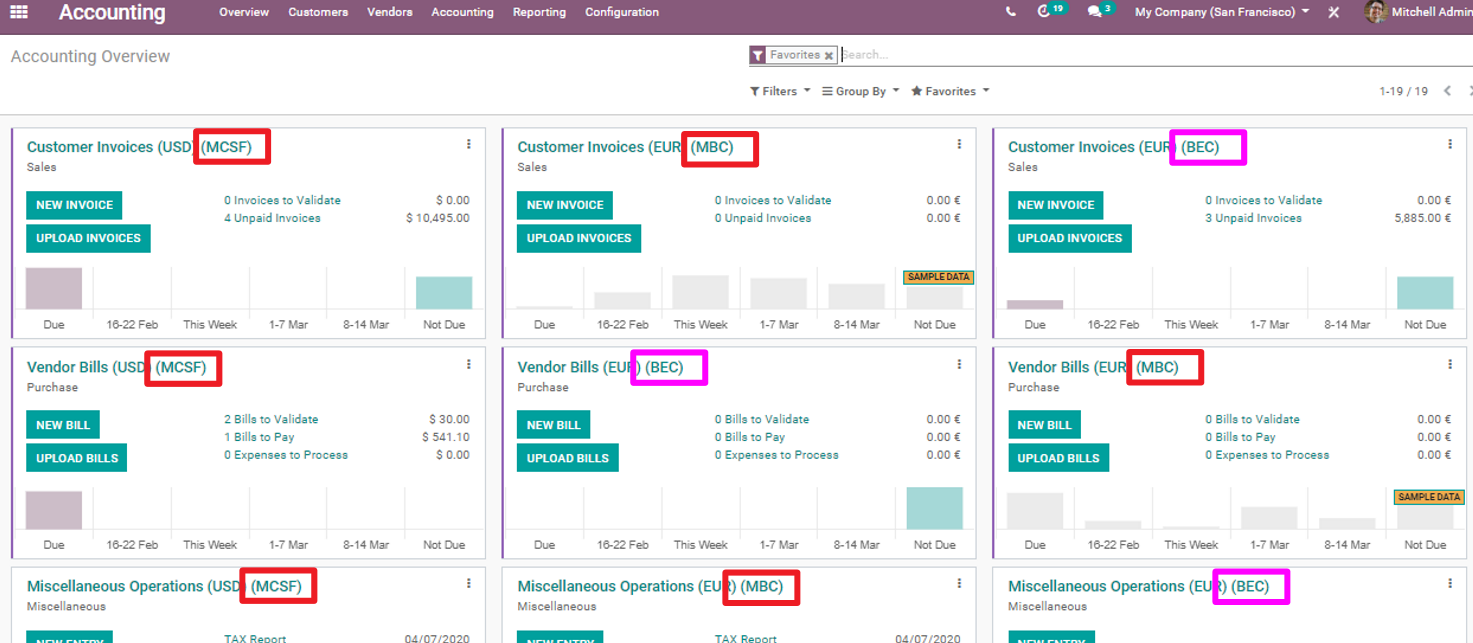 Accounting Overview Customers Vendors Accounting Reporting Configuration 19 3 My Company (San Francisco) Mitchell Admin
Accounting Overview
Favorites Search...
Filters Group By Favorites 1-19 / 19
Customer Invoices (USD) (MCSF)
Sales
NEW INVOICE
UPLOAD INVOICES
0 Invoices to Validate $ 0.00
4 Unpaid Invoices $ 10,495.00
Due 16-22 Feb This Week 1-7 Mar 8-14 Mar Not Due
Customer Invoices (EUR) (MBC)
Sales
NEW INVOICE
UPLOAD INVOICES
0 Invoices to Validate 0.00 €
0 Unpaid Invoices 0.00 €
SAMPLE DATA
Due 16-22 Feb This Week 1-7 Mar 8-14 Mar Not Due
Customer Invoices (EUR) (BEC)
Sales
NEW INVOICE
UPLOAD INVOICES
0 Invoices to Validate 0.00 €
3 Unpaid Invoices 5,885.00 €
Due 16-22 Feb This Week 1-7 Mar 8-14 Mar Not Due
Vendor Bills (USD) (MCSF)
Purchase
NEW BILL
UPLOAD BILLS
2 Bills to Validate $ 30.00
1 Bills to Pay $ 541.10
0 Expenses to Process $ 0.00
Due 16-22 Feb This Week 1-7 Mar 8-14 Mar Not Due
Vendor Bills (EUR) (BEC)
Purchase
NEW BILL
UPLOAD BILLS
0 Bills to Validate 0.00 €
0 Bills to Pay 0.00 €
0 Expenses to Process 0.00 €
Due 16-22 Feb This Week 1-7 Mar 8-14 Mar Not Due
Vendor Bills (EUR) (MBC)
Purchase
NEW BILL
UPLOAD BILLS
0 Bills to Validate 0.00 €
0 Bills to Pay 0.00 €
0 Expenses to Process 0.00 €
SAMPLE DATA
Due 16-22 Feb This Week 1-7 Mar 8-14 Mar Not Due
Miscellaneous Operations (USD) (MCSF)
Miscellaneous
NEW ENTRY
TAX Report 04/07/2020
Miscellaneous Operations (EUR) (MBC)
Miscellaneous
NEW ENTRY
TAX Report 04/07/2020
Miscellaneous Operations (EUR) (BEC)
Miscellaneous
NEW ENTRY